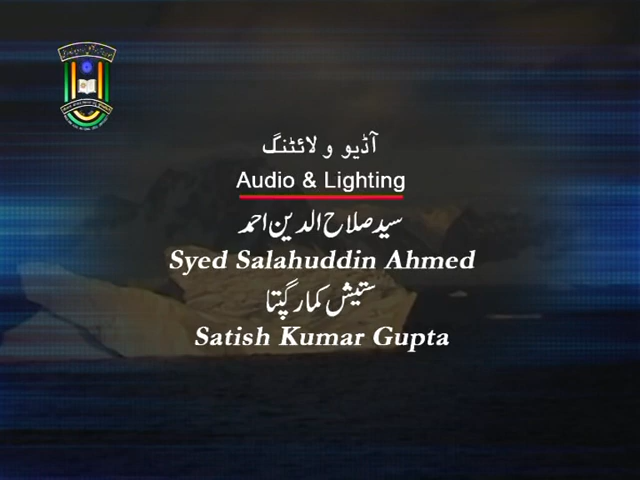 آڈیو و لائٹنگ
Audio & Lighting
سید صلاح الدین احمد
Syed Salahuddin Ahmed
ستیش کمار گپتا
Satish Kumar Gupta